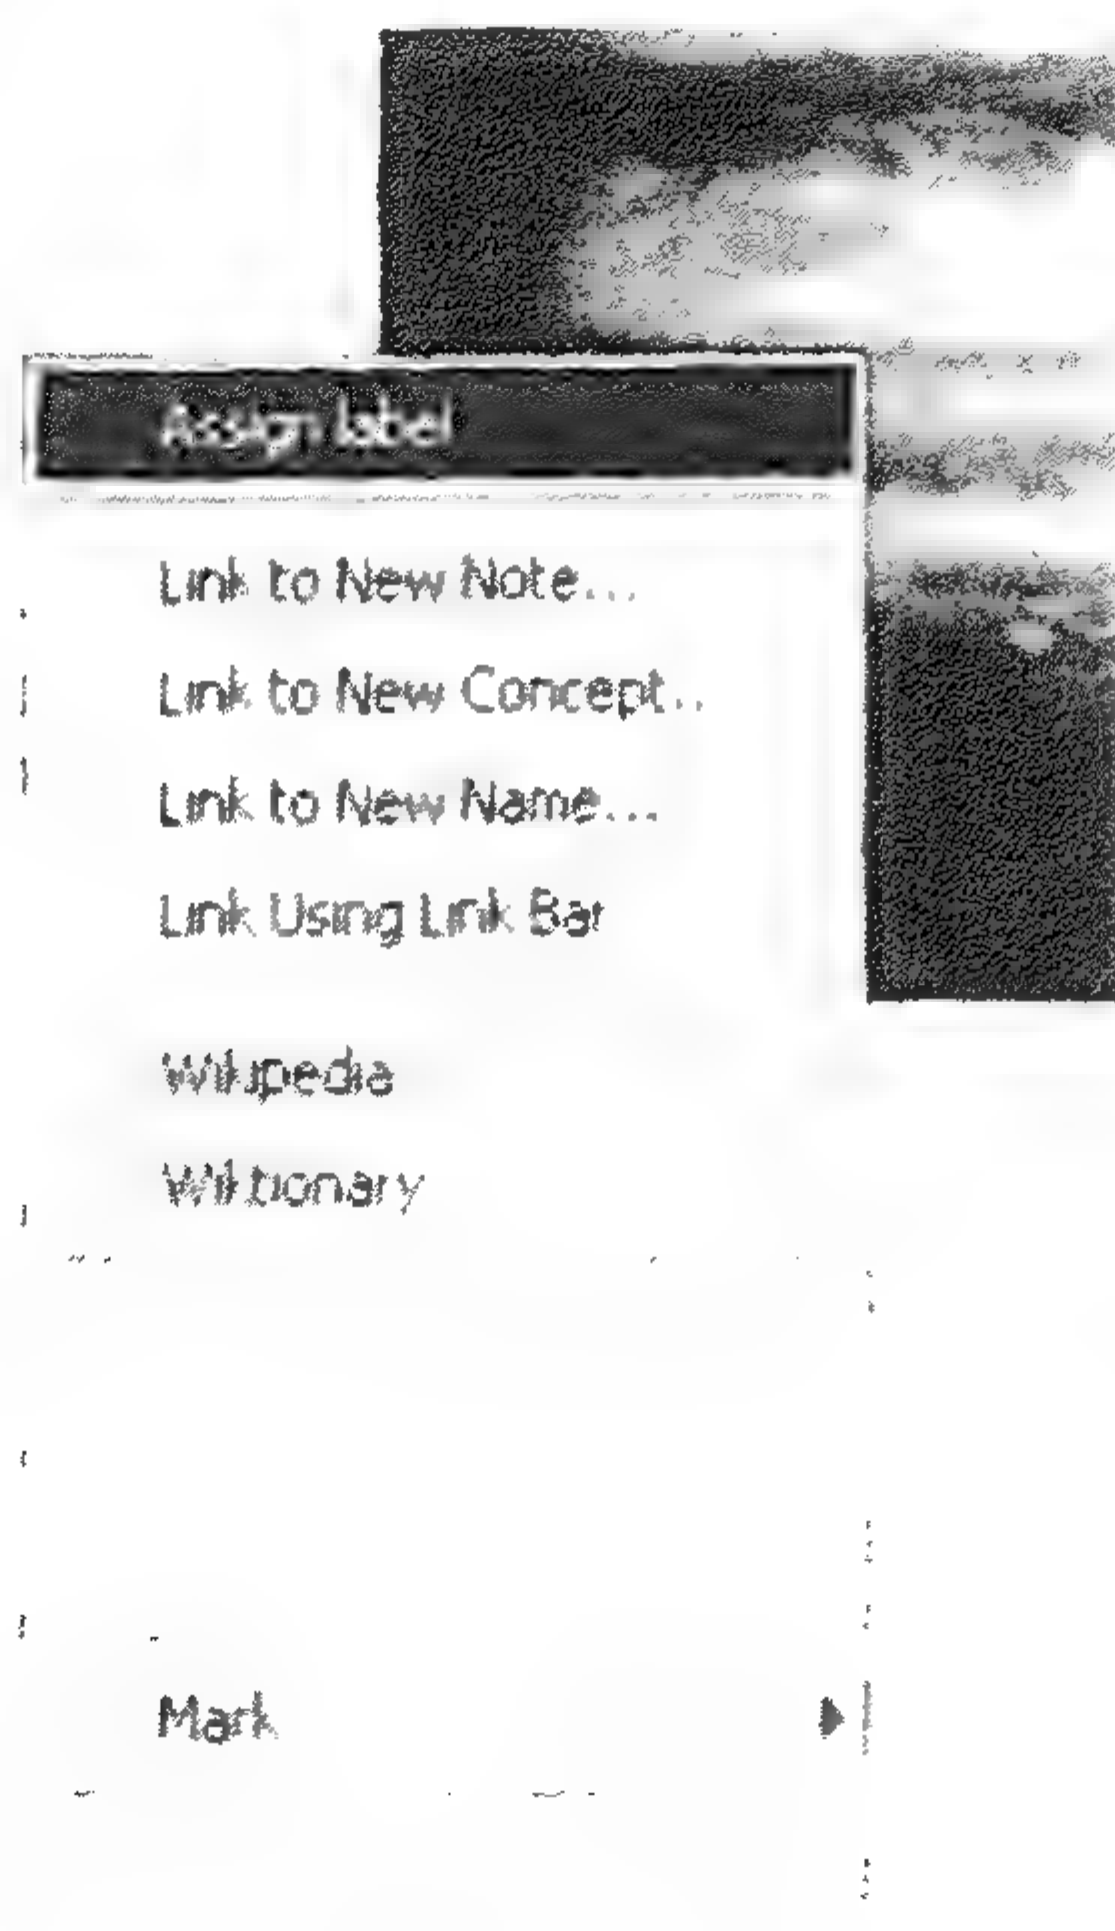 Assign label
Link to New Note...
Link to New Concept...
Link to New Name...
Link Using Link Bar
Wikipedia
Wiktionary
Mark